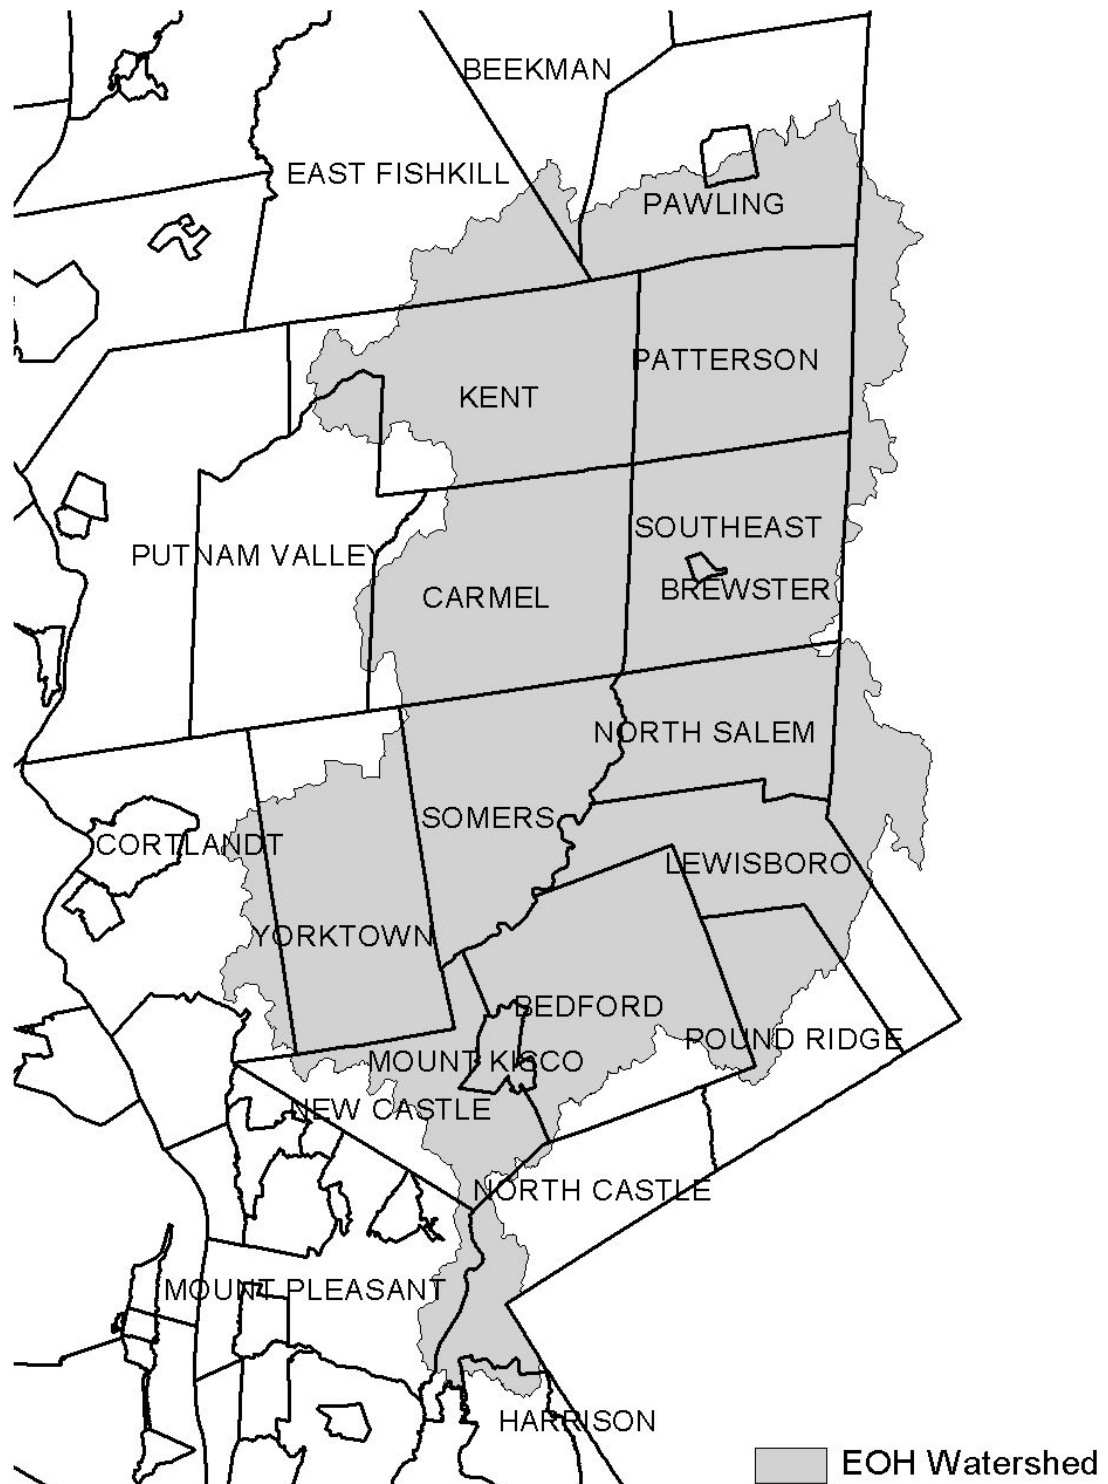 BEEKMAN
EAST FISHKILL
PAWLING
PATTERSON
KENT
SOUTHEAST
PUTNAM VALLEY
BREWSTER
CARMEL
NORTH SALEM
SOMERS
CORTLANDT
LEWISBORO
YORKTOWN
BEDFORD
POUND RIDGE
MOUNT KISCO
NEW CASTLE
NORTH CASTLE
MOUNT PLEASANT
HARRISON
EOH Watershed